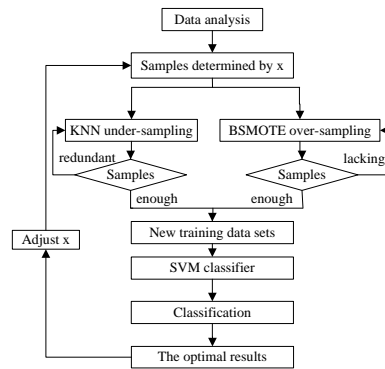 Data analysis
Samples determined by x
KNN under-sampling
BSMOTE over-sampling
redundant
Samples
Samples
lacking
enough
enough
New training data sets
Adjust x
SVM classifier
Classification
The optimal results